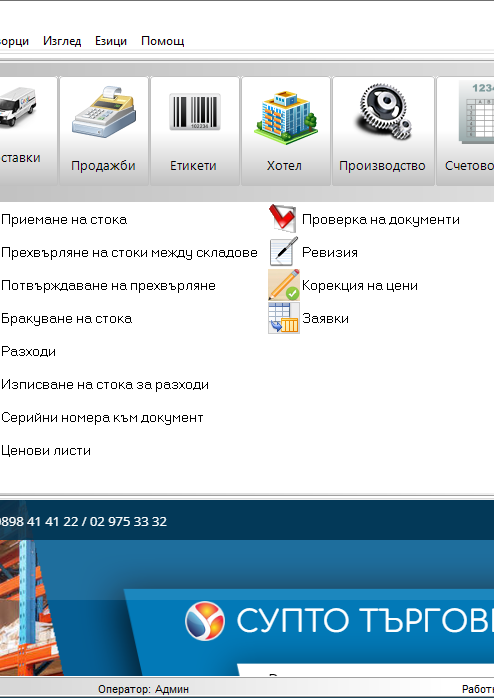 ворци Изглед Езици Помощ
1234
102234
ставки Продажби Етикети Хотел Производство Счетово
Приемане на стока
Прехвърляне на стоки между складове
Потвърждаване на прехвърляне
Бракуване на стока
Разходи
Изписване на стока за разходи
Серийни номера към документ
Ценови листи
Проверка на документи
Ревизия
Корекция на цени
Заявки
0898 41 41 22 / 02 975 33 32
СУПТО ТЪРГОВ
Оператор: Админ
Работ